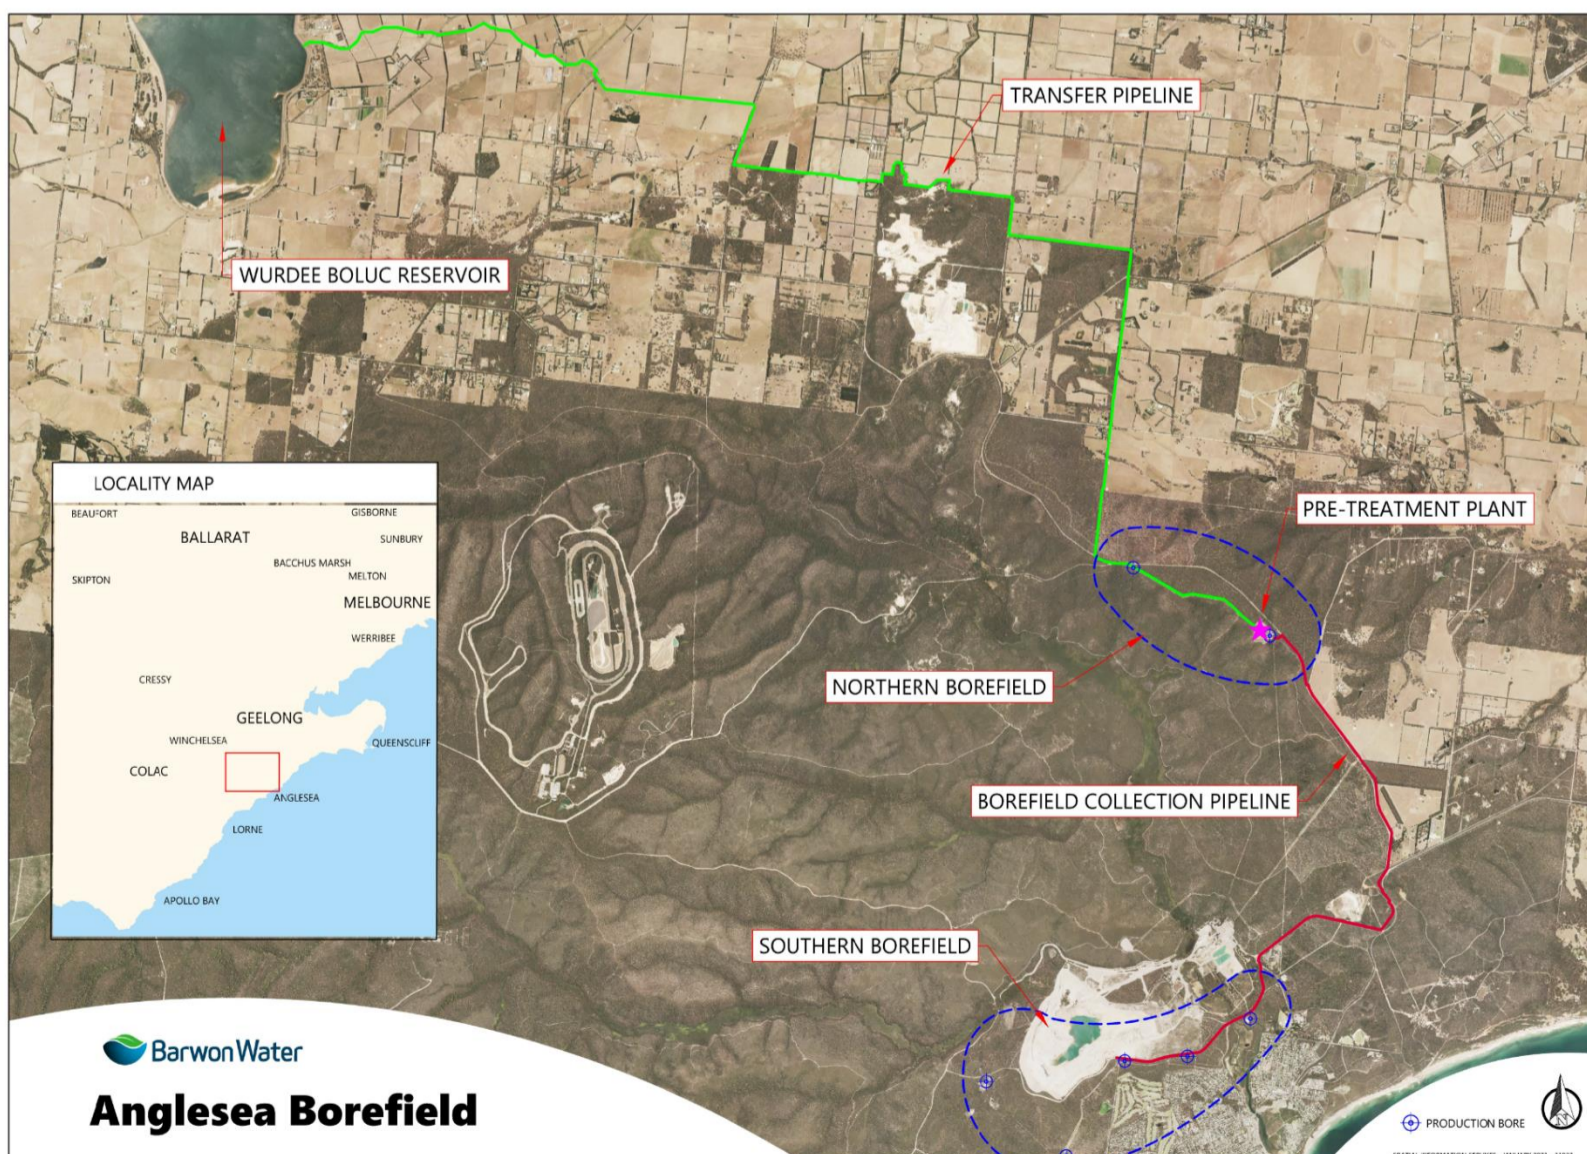 TRANSFER PIPELINE
WURDEE BOLUC RESERVOIR
LOCALITY MAP
BEAUFORT
GISBORNE
BALLARAT
SUNBURY
BACCHUS MARSH
SKIPTON
MELTON
MELBOURNE
WERRIBEE
CRESSY
GEELONG
WINCHELSEA
QUEENSCLIFF
COLAC
ANGLESEA
LORNE
APOLLO BAY
PRE-TREATMENT PLANT
NORTHERN BOREFIELD
BOREFIELD COLLECTION PIPELINE
SOUTHERN BOREFIELD
Barwon Water
Anglesea Borefield
PRODUCTION BORE